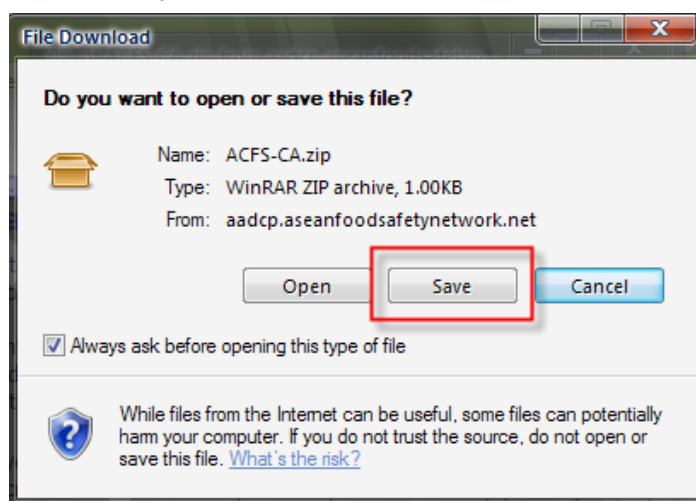 File Download
X
Do you want to open or save this file?
Name: ACFS-CA.zip
Type: WinRAR ZIP archive, 1.00KB
From: aadcp.aseanfoodsafetynetwork.net
Open Save Cancel
Always ask before opening this type of file
While files from the Internet can be useful, some files can potentially
harm your computer. If you do not trust the source, do not open or
save this file. What's the risk?